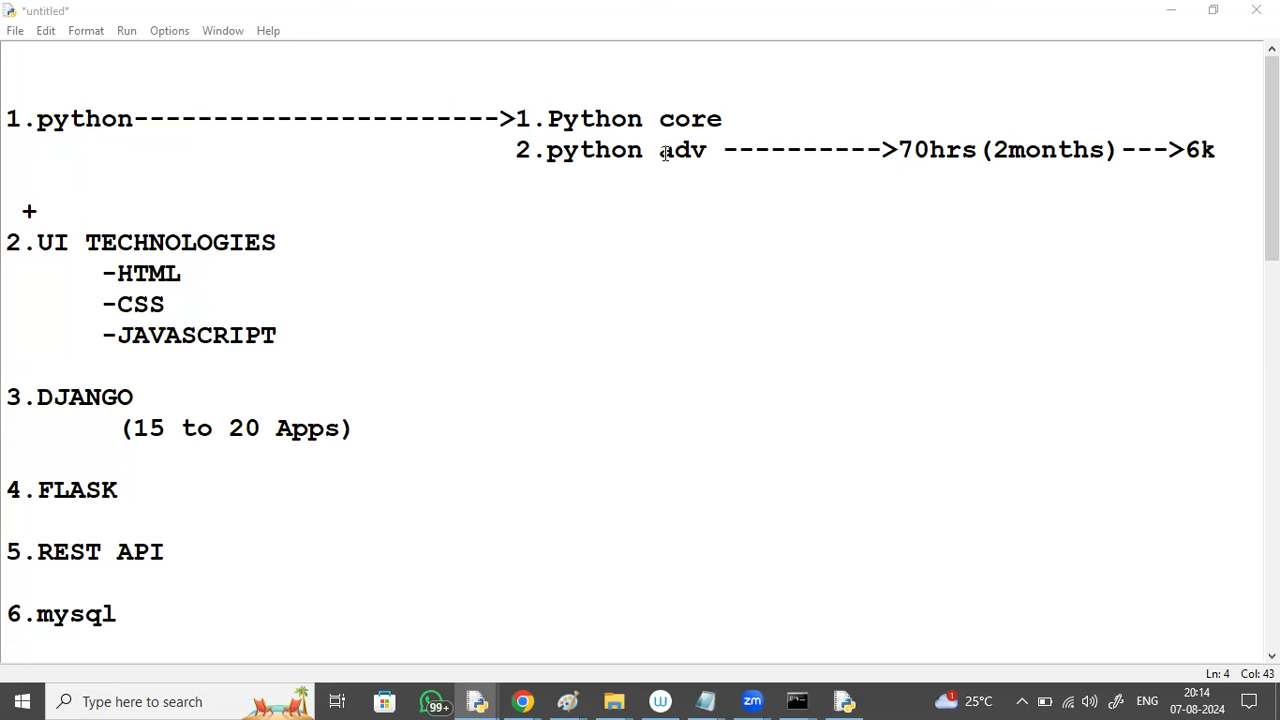 *untitled*
File Edit Format Run Options Window Help
1.python----------------------->1.Python core
2.python adv ---------->70hrs(2months)--->6k
+
2.UI TECHNOLOGIES
-HTML
-CSS
-JAVASCRIPT
3.DJANGO
(15 to 20 Apps)
4.FLASK
5.REST API
6.mysql
Ln: 4 Col: 43
Type here to search
99+
W
zm
1
25°C
ENG
20:14
07-08-2024